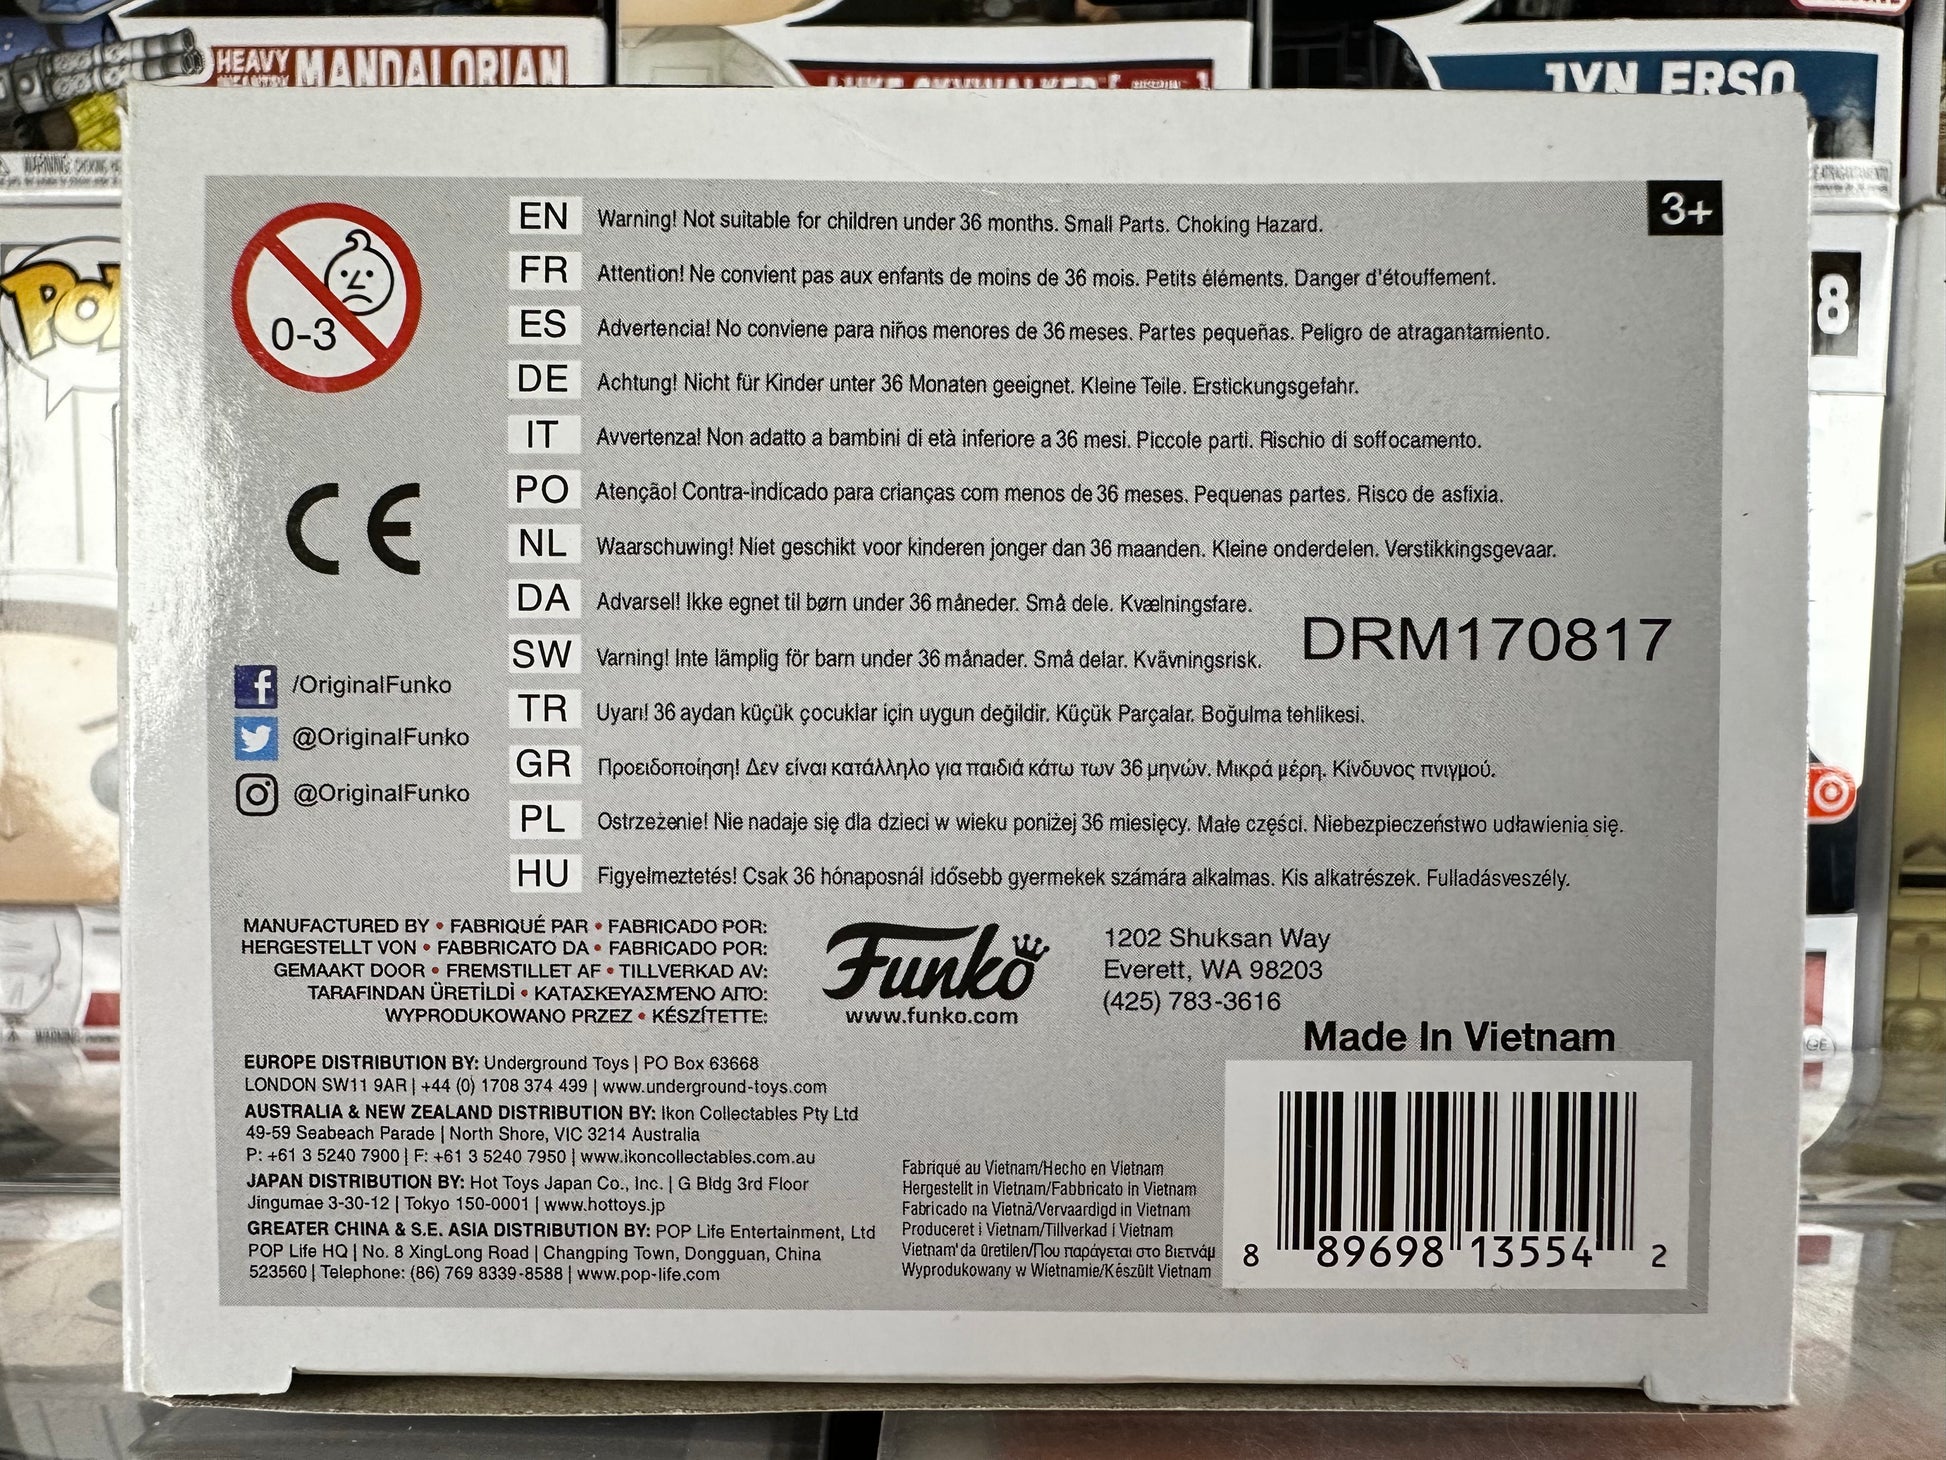 HEAVY MANDALORIAN
JYN ERSO
POP
8
3+
0-3
EN Warning! Not suitable for children under 36 months. Small Parts. Choking Hazard.
FR Attention! Ne convient pas aux enfants de moins de 36 mois. Petits éléments. Danger d'étouffement.
ES Advertencia! No conviene para niños menores de 36 meses. Partes pequeñas. Peligro de atragantamiento.
DE Achtung! Nicht für Kinder unter 36 Monaten geeignet. Kleine Teile. Erstickungsgefahr.
IT Avvertenza! Non adatto a bambini di età inferiore a 36 mesi. Piccole parti. Rischio di soffocamento.
PO Atenção! Contra-indicado para crianças com menos de 36 meses. Pequenas partes. Risco de asfixia.
NL Waarschuwing! Niet geschikt voor kinderen jonger dan 36 maanden. Kleine onderdelen. Verstikkingsgevaar.
DA Advarsel! Ikke egnet til børn under 36 måneder. Små dele. Kvælningsfare.
SW Varning! Inte lämplig för barn under 36 månader. Små delar. Kvävningsrisk.
DRM170817
TR Uyarı! 36 aydan küçük çocuklar için uygun değildir. Küçük Parçalar. Boğulma tehlikesi.
GR Προειδοποίηση! Δεν είναι κατάλληλο για παιδιά κάτω των 36 μηνών. Μικρά μέρη. Κίνδυνος πνιγμού.
PL Ostrzeżenie! Nie nadaje się dla dzieci w wieku poniżej 36 miesięcy. Małe części. Niebezpieczeństwo udławienia się.
HU Figyelmeztetés! Csak 36 hónaposnál idősebb gyermekek számára alkalmas. Kis alkatrészek. Fulladásveszély.
CE
/OriginalFunko
@OriginalFunko
@OriginalFunko
MANUFACTURED BY • FABRIQUÉ PAR • FABRICADO POR:
HERGESTELLT VON • FABBRICATO DA • FABRICADO POR:
GEMAAKT DOOR • FREMSTILLET AF • TILLVERKAD AV:
TARAFINDAN ÜRETİLDİ • ΚΑΤΑΣΚΕΥΑΣΜΈΝΟ ΑΠΌ:
WYPRODUKOWANO PRZEZ • KÉSZÍTETTE:
Funko
www.funko.com
1202 Shuksan Way
Everett, WA 98203
(425) 783-3616
Made In Vietnam
EUROPE DISTRIBUTION BY: Underground Toys | PO Box 63668
LONDON SW11 9AR | +44 (0) 1708 374 499 | www.underground-toys.com
AUSTRALIA & NEW ZEALAND DISTRIBUTION BY: Ikon Collectables Pty Ltd
49-59 Seabeach Parade | North Shore, VIC 3214 Australia
P: +61 3 5240 7900 | F: +61 3 5240 7950 | www.ikoncollectables.com.au
JAPAN DISTRIBUTION BY: Hot Toys Japan Co., Inc. | G Bldg 3rd Floor
Jingumae 3-30-12 | Tokyo 150-0001 | www.hottoys.jp
GREATER CHINA & S.E. ASIA DISTRIBUTION BY: POP Life Entertainment, Ltd
POP Life HQ | No. 8 XingLong Road | Changping Town, Dongguan, China
523560 | Telephone: (86) 769 8339-8588 | www.pop-life.com
Fabriqué au Vietnam/Hecho en Vietnam
Hergestellt in Vietnam/Fabbricato in Vietnam
Fabricado na Vietnã/Vervaardigd in Vietnam
Produceret i Vietnam/Tillverkad i Vietnam
Vietnam'da üretilen/Που παράγεται στο Βιετνάμ
Wyprodukowany w Wietnamie/Készült Vietnam
8 89698 13554 2